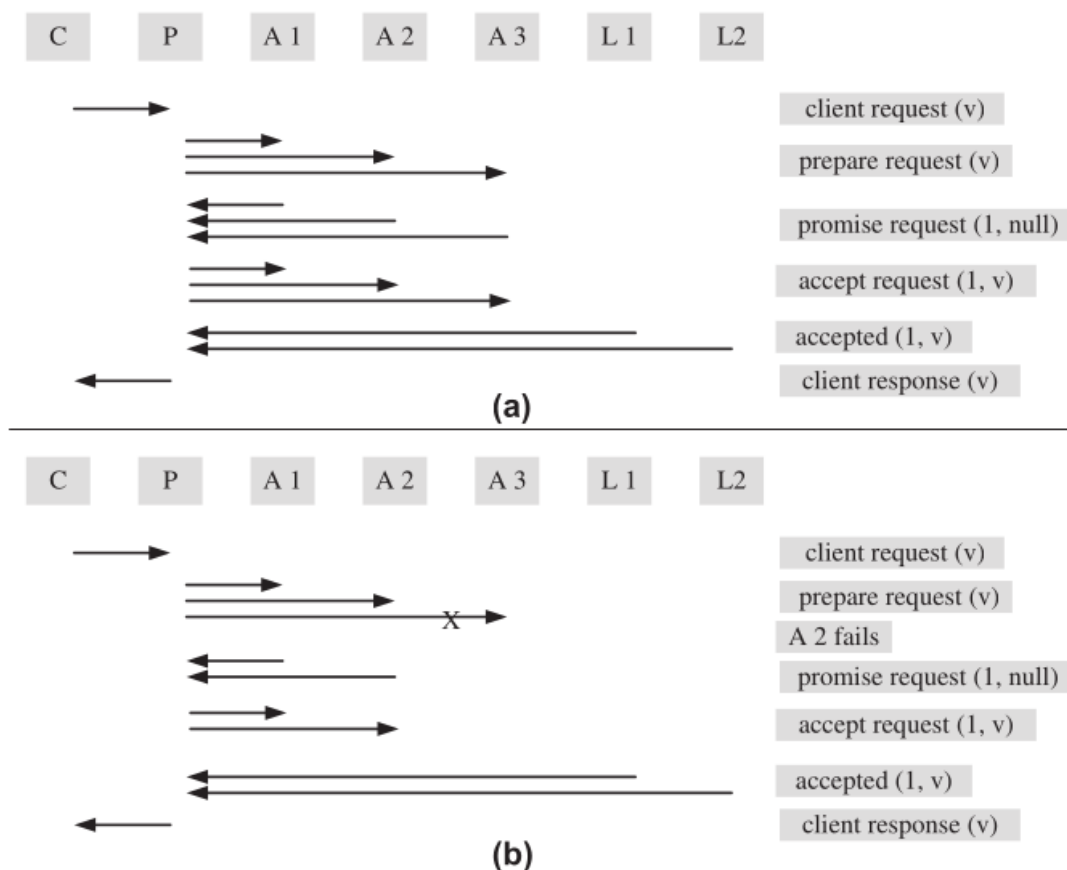 C P A 1 A 2 A 3 L 1 L2
client request (v)
prepare request (v)
promise request (1, null)
accept request (1, v)
accepted (1, v)
client response (v)
(a)
C P A 1 A 2 A 3 L 1 L2
client request (v)
prepare request (v)
X
A 2 fails
promise request (1, null)
accept request (1, v)
accepted (1, v)
client response (v)
(b)